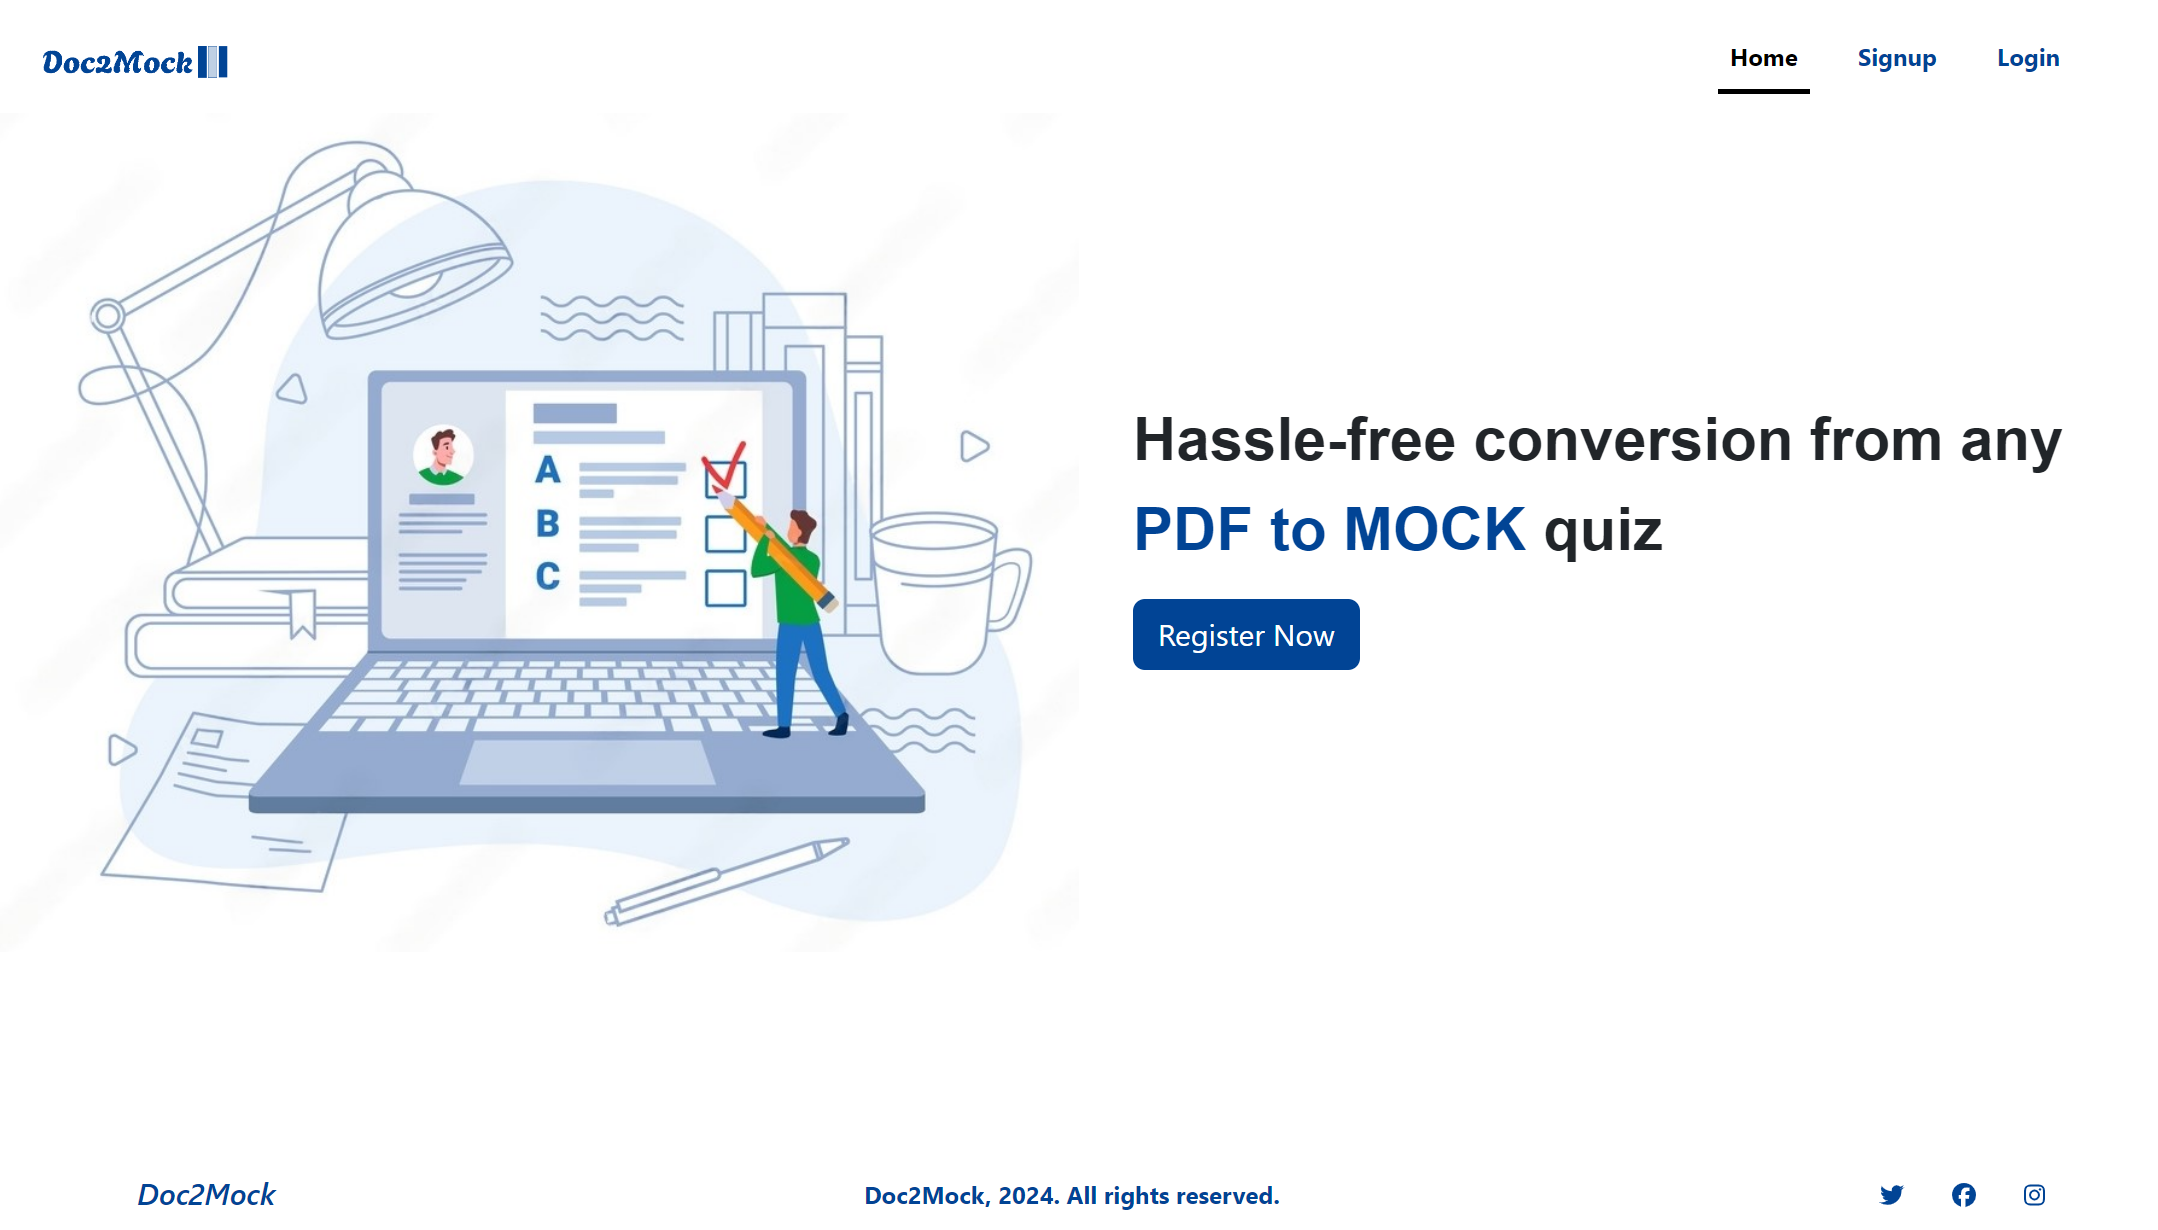 Doc2Mock
Home
Signup
Login
A
B
C
Hassle-free conversion from any
PDF to MOCK quiz
Register Now
Doc2Mock
Doc2Mock, 2024. All rights reserved.